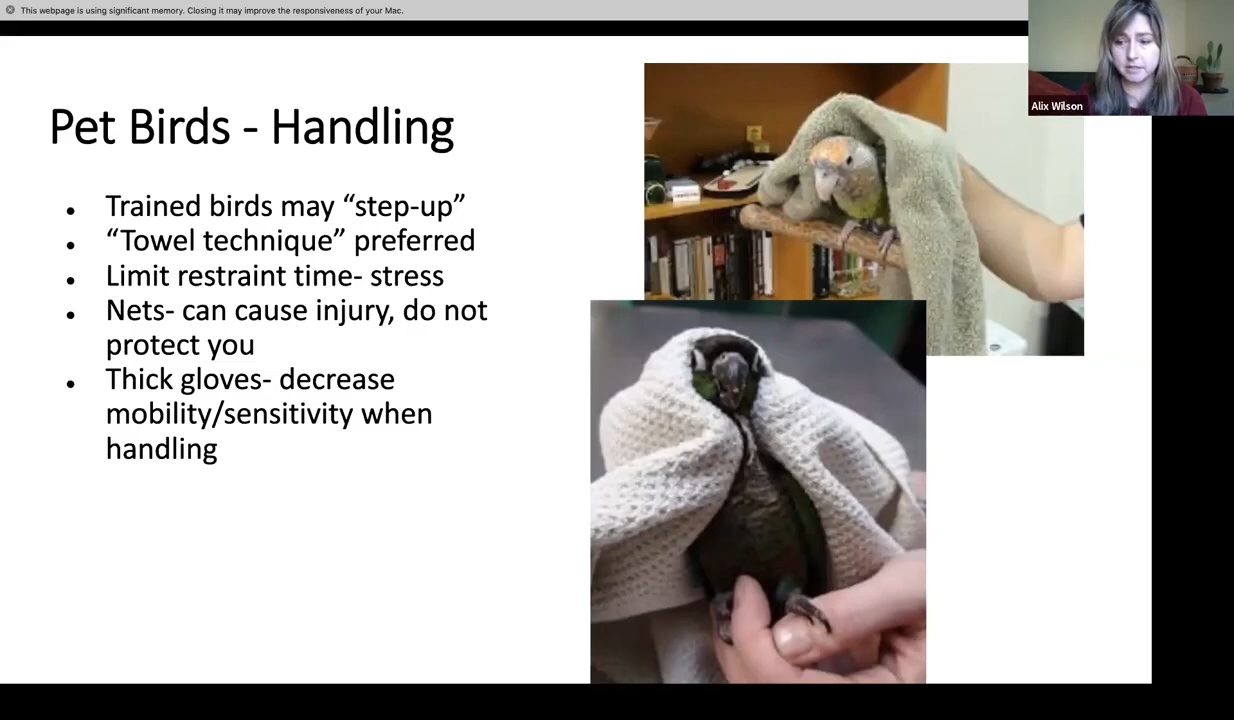 This webpage is using significant memory. Closing it may improve the responsiveness of your Mac.
Alix Wilson
Pet Birds - Handling
• Trained birds may “step-up”
• “Towel technique” preferred
• Limit restraint time- stress
• Nets- can cause injury, do not
protect you
• Thick gloves- decrease
mobility/sensitivity when
handling